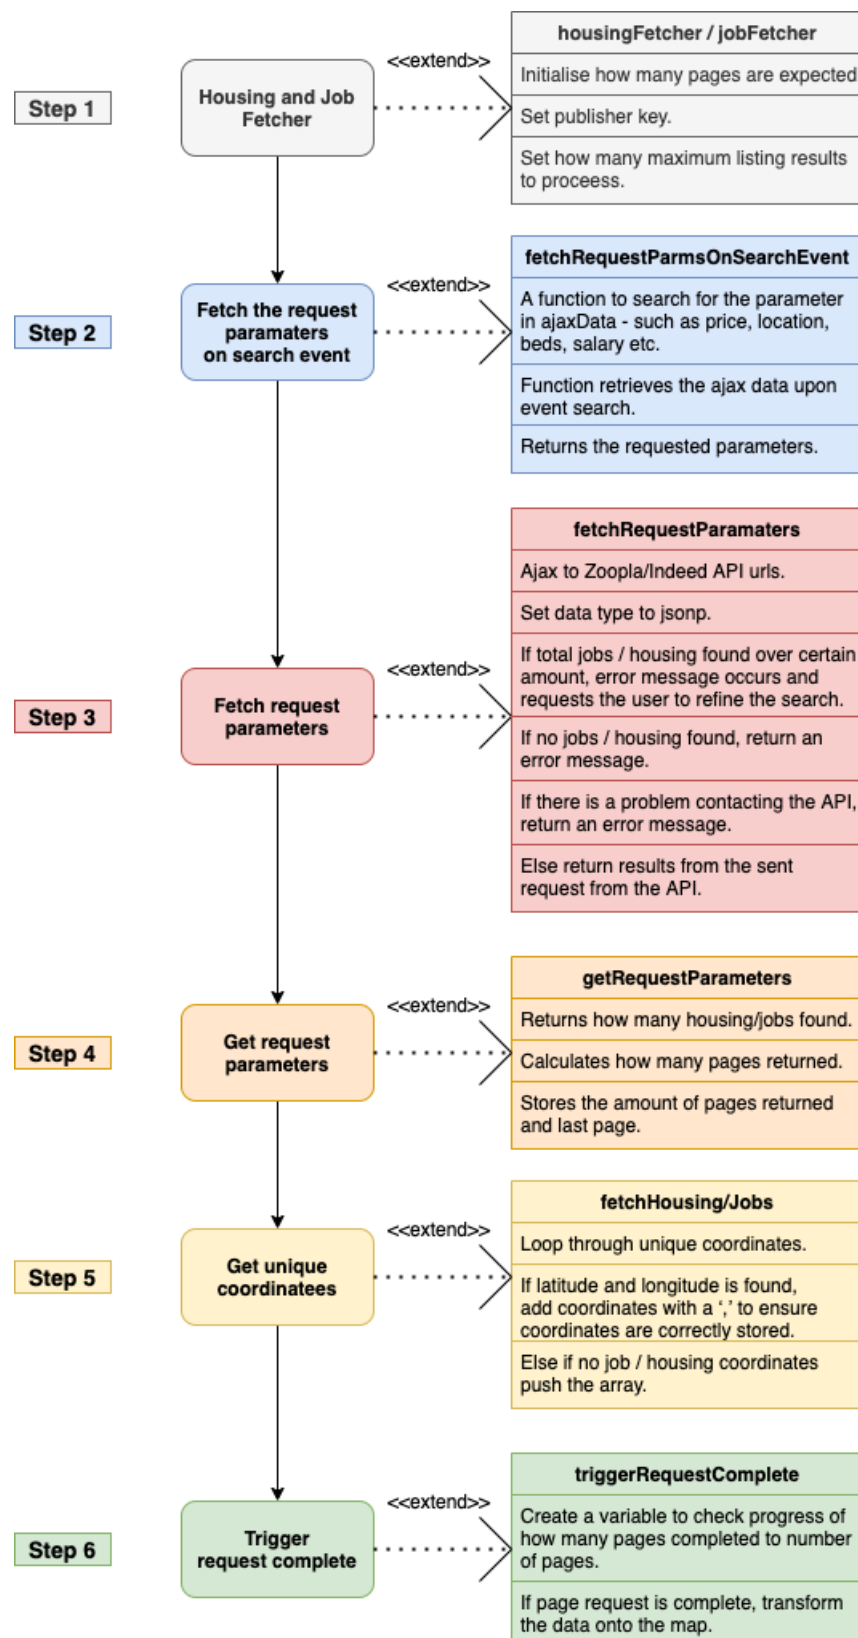 Step 1
Housing and Job
Fetcher
<<extend>>
housingFetcher / jobFetcher
Initialise how many pages are expected
Set publisher key.
Set how many maximum listing results
to proceess.
Step 2
Fetch the request
paramaters
on search event
<<extend>>
fetchRequestParmsOnSearchEvent
A function to search for the parameter
in ajaxData - such as price, location,
beds, salary etc.
Function retrieves the ajax data upon
event search.
Returns the requested parameters.
Step 3
Fetch request
parameters
<<extend>>
fetchRequestParamaters
Ajax to Zoopla/Indeed API urls.
Set data type to jsonp.
If total jobs / housing found over certain
amount, error message occurs and
requests the user to refine the search.
If no jobs / housing found, return an
error message.
If there is a problem contacting the API,
return an error message.
Else return results from the sent
request from the API.
Step 4
Get request
parameters
<<extend>>
getRequestParameters
Returns how many housing/jobs found.
Calculates how many pages returned.
Stores the amount of pages returned
and last page.
Step 5
Get unique
coordinatees
<<extend>>
fetchHousing/Jobs
Loop through unique coordinates.
If latitude and longitude is found,
add coordinates with a ‘,’ to ensure
coordinates are correctly stored.
Else if no job / housing coordinates
push the array.
Step 6
Trigger
request complete
<<extend>>
triggerRequestComplete
Create a variable to check progress of
how many pages completed to number
of pages.
If page request is complete, transform
the data onto the map.